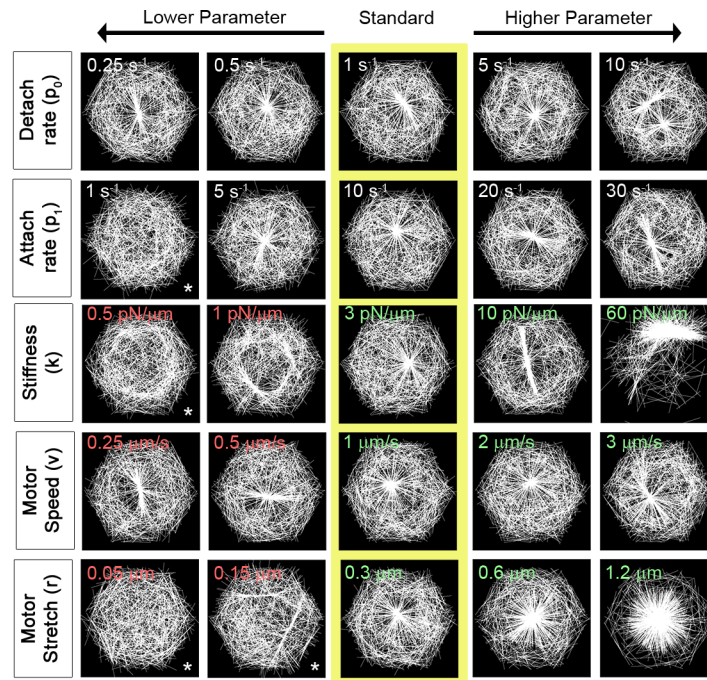 Lower Parameter Standard Higher Parameter
Detach rate (p₀) 0.25 s⁻¹ 0.5 s⁻¹ 1 s⁻¹ 5 s⁻¹ 10 s⁻¹
Attach rate (p₁) 1 s⁻¹ * 5 s⁻¹ 10 s⁻¹ 20 s⁻¹ 30 s⁻¹
Stiffness (k) 0.5 pN/μm * 1 pN/μm 3 pN/μm 10 pN/μm 60 pN/μm
Motor Speed (v) 0.25 μm/s 0.5 μm/s 1 μm/s 2 μm/s 3 μm/s
Motor Stretch (r) 0.05 μm * 0.15 μm * 0.3 μm 0.6 μm 1.2 μm